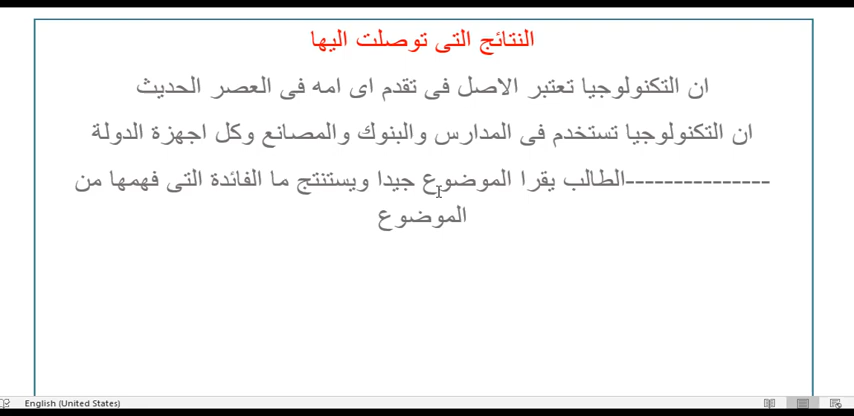 النتائج التى توصلت اليها
ان التكنولوجيا تعتبر الاصل فى تقدم اى امه فى العصر الحديث
ان التكنولوجيا تستخدم فى المدارس والبنوك والمصانع وكل اجهزة الدولة
---------------الطالب يقرا الموضوع جيدا ويستنتج ما الفائدة التى فهمها من
الموضوع
English (United States)